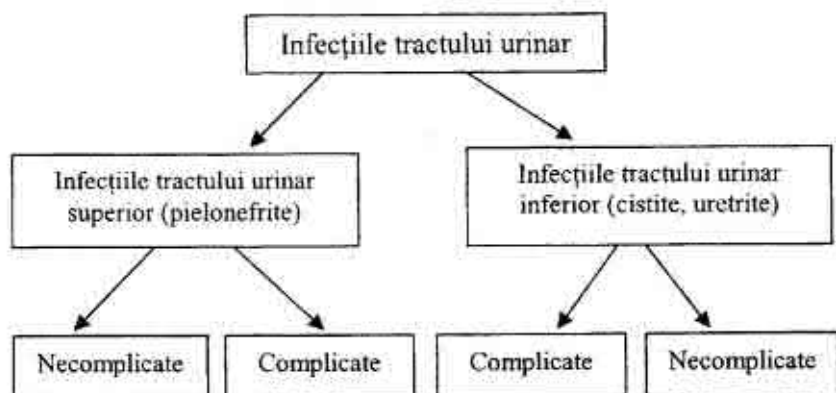 Infecțiile tractului urinar
Infecțiile tractului urinar
superior (pielonefrite)
Infecțiile tractului urinar
inferior (cistite, uretrite)
Necomplicate
Complicate
Complicate
Necomplicate